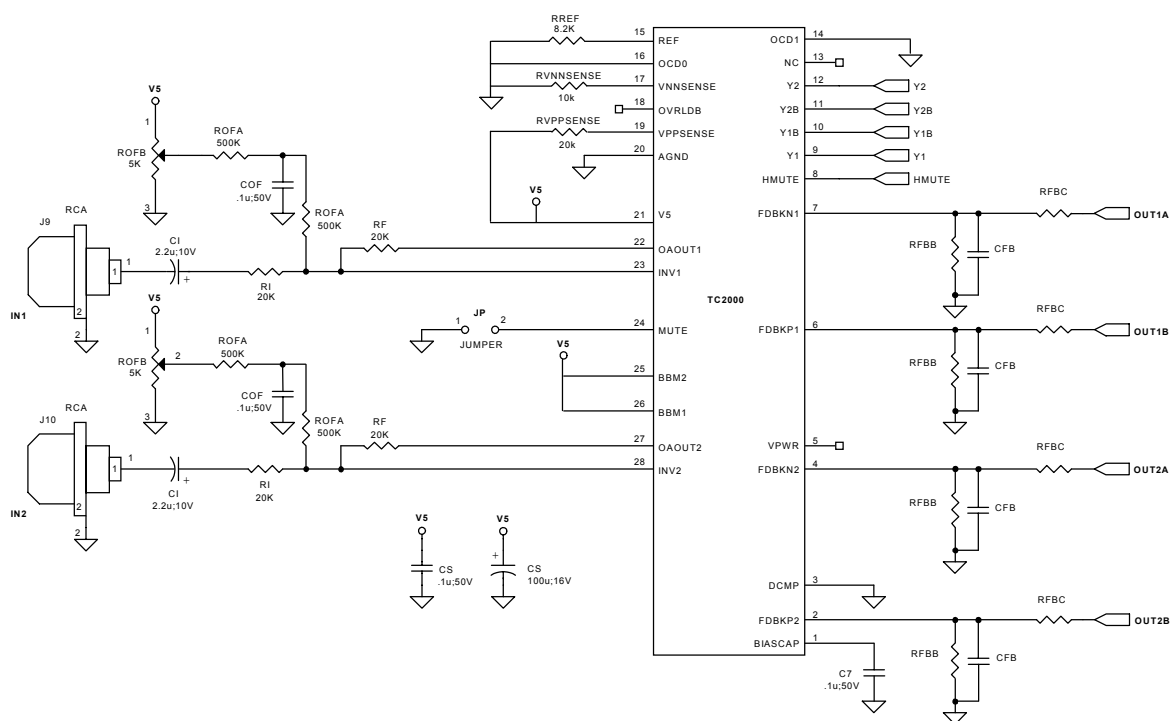 RREF
8.2K
15
REF
16
OCD0
RVNNSENSE
17
VNNSENSE
10k
18
OVRLDB
RVPPSENSE
19
VPPSENSE
20k
20
AGND
V5
21
V5
22
OAOUT1
23
INV1
TC2000
24
MUTE
25
BBM2
26
BBM1
27
OAOUT2
28
INV2
OCD1
14
NC
13
Y2
12
Y2
Y2B
11
Y2B
Y1B
10
Y1B
Y1
9
Y1
HMUTE
8
HMUTE
FDBKN1
7
FDBKP1
6
VPWR
5
FDBKN2
4
DCMP
3
FDBKP2
2
BIASCAP
1
V5
1
ROFB
5K
3
ROFA
500K
COF
.1u;50V
ROFA
500K
RF
20K
J9
RCA
1
1
2
2
IN1
CI
2.2u;10V
+
RI
20K
V5
1
ROFB
5K
2
3
ROFA
500K
COF
.1u;50V
ROFA
500K
RF
20K
J10
RCA
1
1
2
2
IN2
CI
2.2u;10V
+
RI
20K
JP
1
2
JUMPER
V5
V5
CS
.1u;50V
V5
+
CS
100u;16V
RFBC
OUT1A
RFBB
CFB
RFBC
OUT1B
RFBB
CFB
RFBC
OUT2A
RFBB
CFB
RFBC
OUT2B
RFBB
CFB
C7
.1u;50V